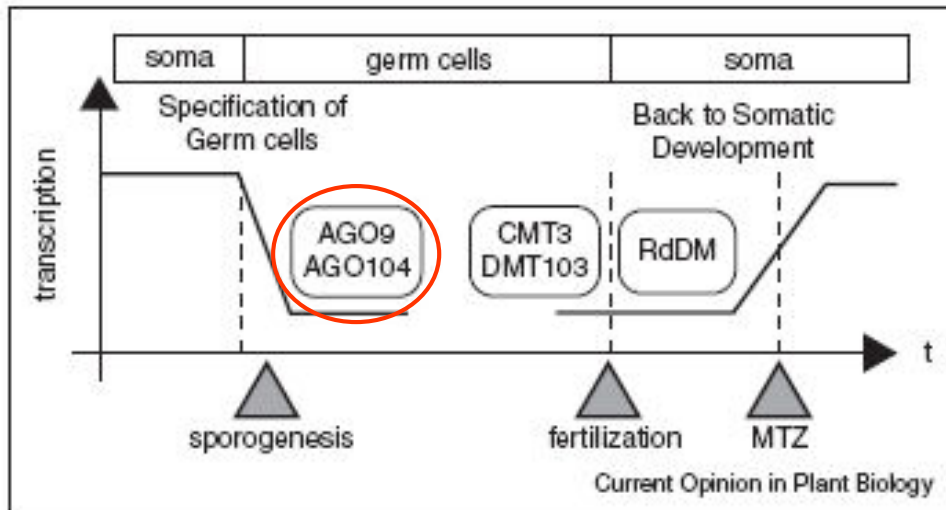 soma
germ cells
soma
Specification of
Germ cells
Back to Somatic
Development
transcription
AGO9
AGO104
CMT3
DMT103
RdDM
t
sporogenesis
fertilization
MTZ
Current Opinion in Plant Biology